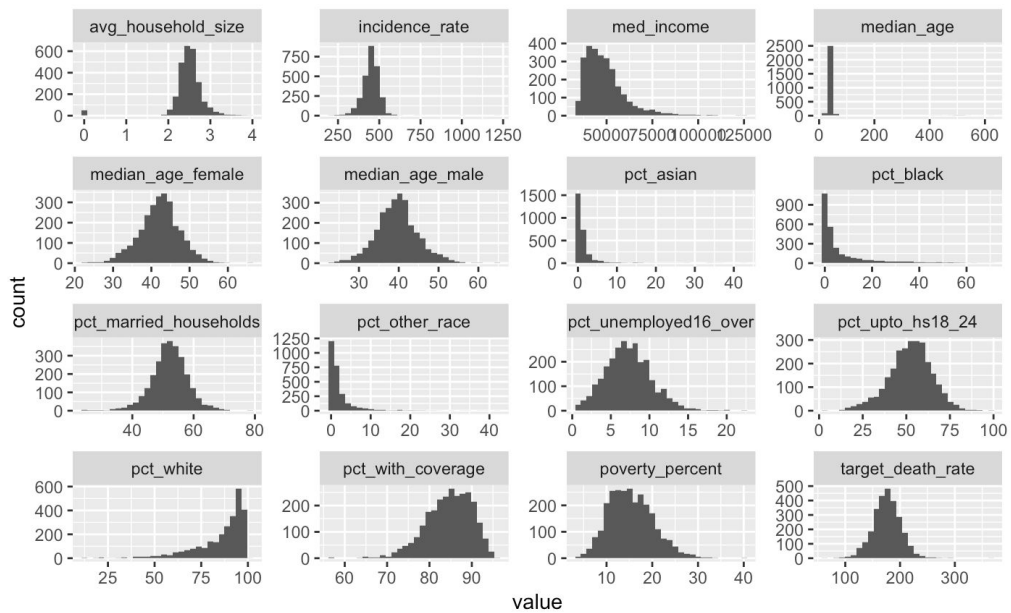 avg_household_size
incidence_rate
med_income
median_age
600
400
200
0
0 1 2 3 4
750
500
250
0
250 500 750 1000 1250
400
300
200
100
0
50000 75000 100000 125000
2500
2000
1500
1000
500
0
0 200 400 600
median_age_female
median_age_male
pct_asian
pct_black
300
200
100
0
20 30 40 50 60
300
200
100
0
30 40 50 60
1500
1000
500
0
0 10 20 30 40
900
600
300
0
0 20 40 60
pct_married_households
pct_other_race
pct_unemployed16_over
pct_upto_hs18_24
300
200
100
0
40 60 80
1250
1000
750
500
250
0
0 10 20 30 40
200
100
0
0 5 10 15 20
300
200
100
0
0 25 50 75 100
pct_white
pct_with_coverage
poverty_percent
target_death_rate
600
400
200
0
25 50 75 100
200
100
0
60 70 80 90
200
100
0
10 20 30 40
500
400
300
200
100
0
100 200 300
count
value